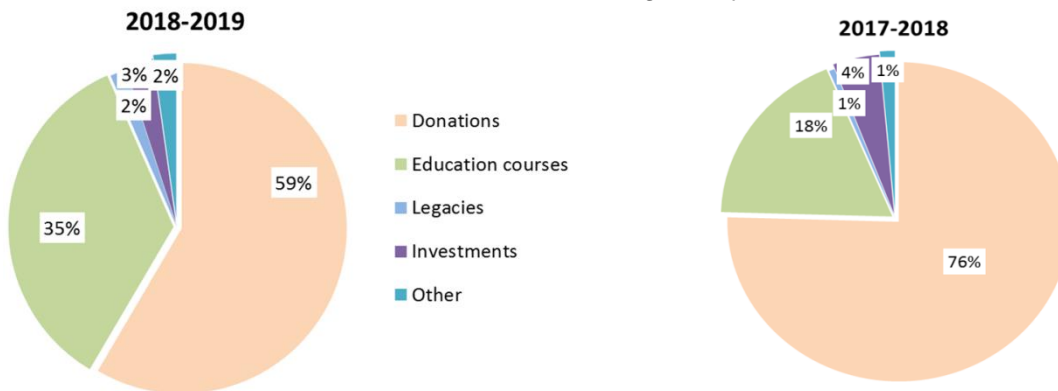 2018-2019
3%
2%
2%
35%
59%
Donations
Education courses
Legacies
Investments
Other
2017-2018
4%
1%
1%
18%
76%